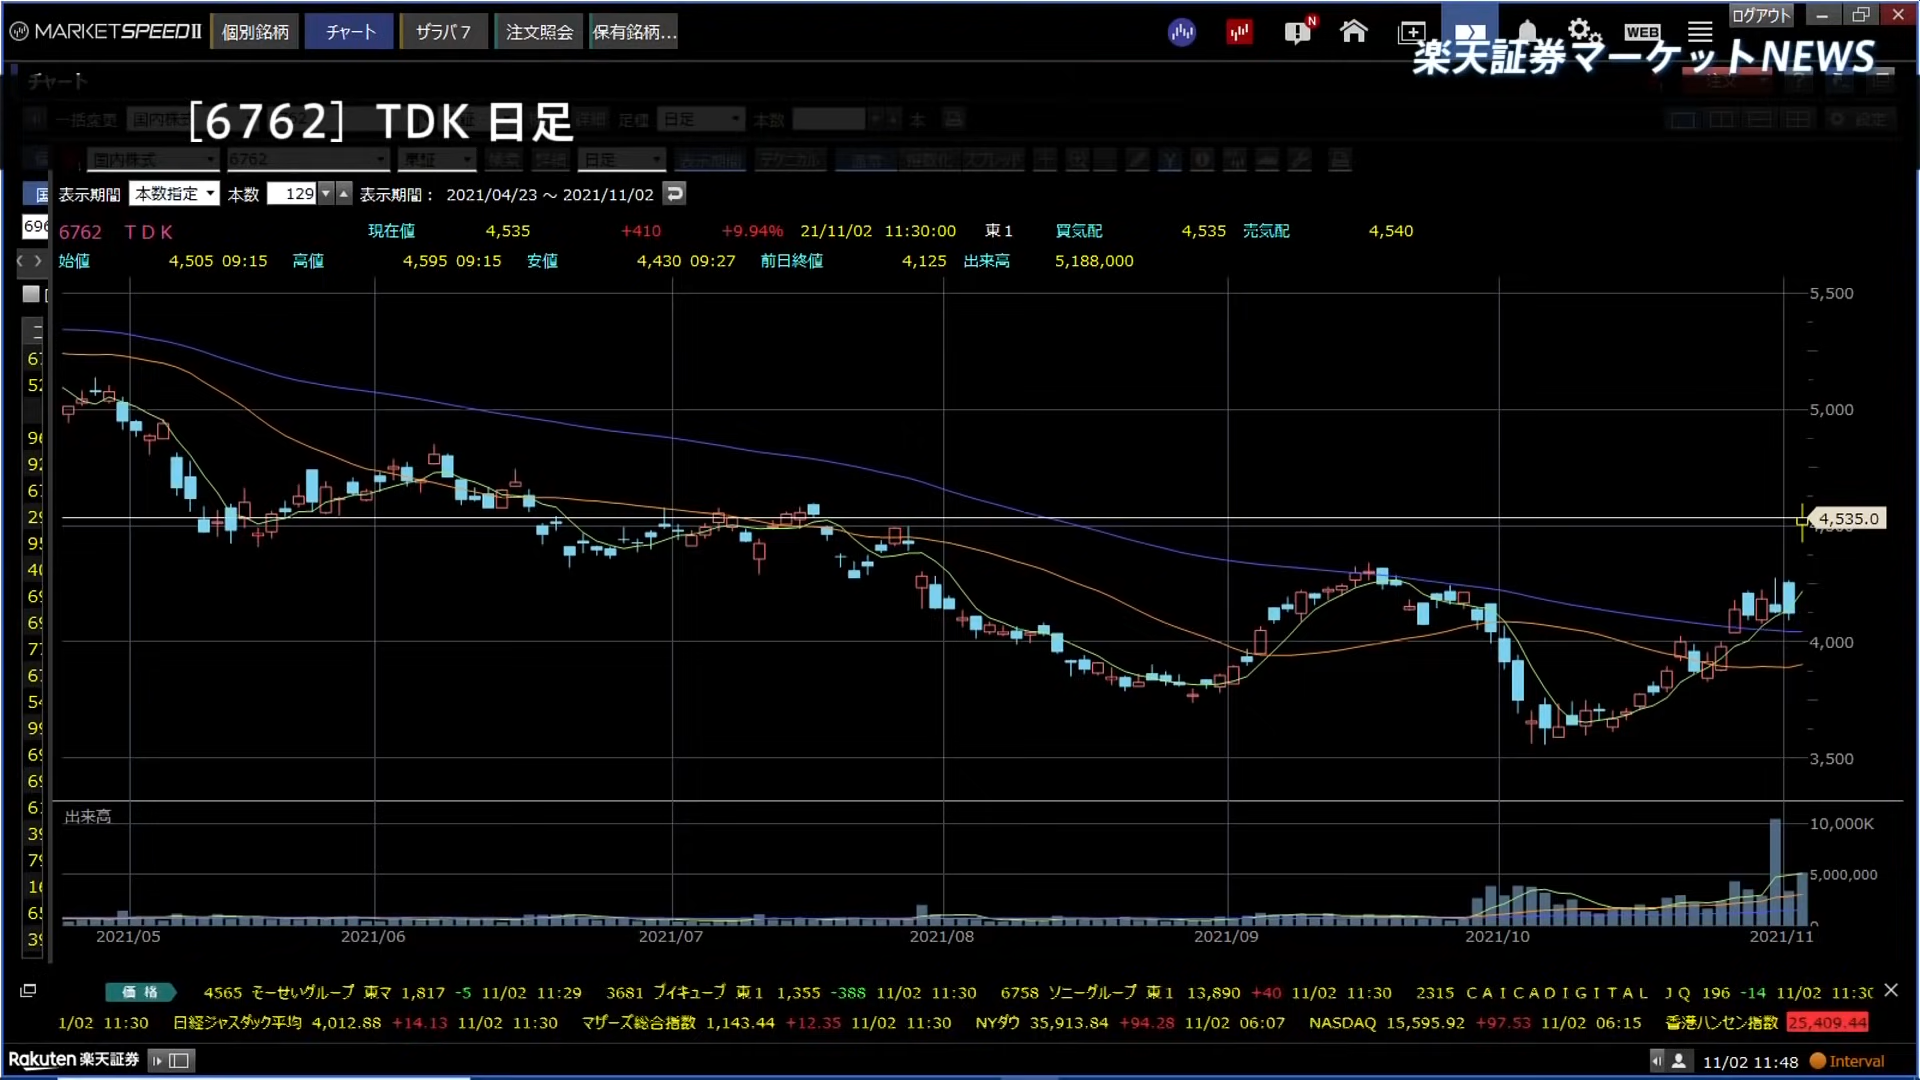 MARKETSPEEDⅡ 個別銘柄 チャート ザラバ7 注文照会 保有銘柄... N WEB ログアウト
楽天証券マーケットNEWS
チャート 注文
[6762] TDK 日足
一括変更 国内株式 足種 日足 本数 本 設定
国内株式 6762 東証 検索 詳細 日足 表示期間 テクニカル
表示期間 本数指定 本数 129 表示期間: 2021/04/23 ~ 2021/11/02
6762 TDK 現在値 4,535 +410 +9.94% 21/11/02 11:30:00 東1 買気配 4,535 売気配 4,540
始値 4,505 09:15 高値 4,595 09:15 安値 4,430 09:27 前日終値 4,125 出来高 5,188,000
5,500
5,000
4,535.0
4,000
3,500
出来高
10,000K
5,000,000
0
2021/05 2021/06 2021/07 2021/08 2021/09 2021/10 2021/11
価格 4565 そーせいグループ 東マ 1,817 -5 11/02 11:29 3681 ブイキューブ 東1 1,355 -388 11/02 11:30 6758 ソニーグループ 東1 13,890 +40 11/02 11:30 2315 CAICADIGITAL JQ 196 -14 11/02 11:30
1/02 11:30 日経ジャスダック平均 4,012.88 +14.13 11/02 11:30 マザーズ総合指数 1,143.44 +12.35 11/02 11:30 NYダウ 35,913.84 +94.28 11/02 06:07 NASDAQ 15,595.92 +97.53 11/02 06:15 香港ハンセン指数 25,409.44
Rakuten 楽天証券 11/02 11:48 Interval